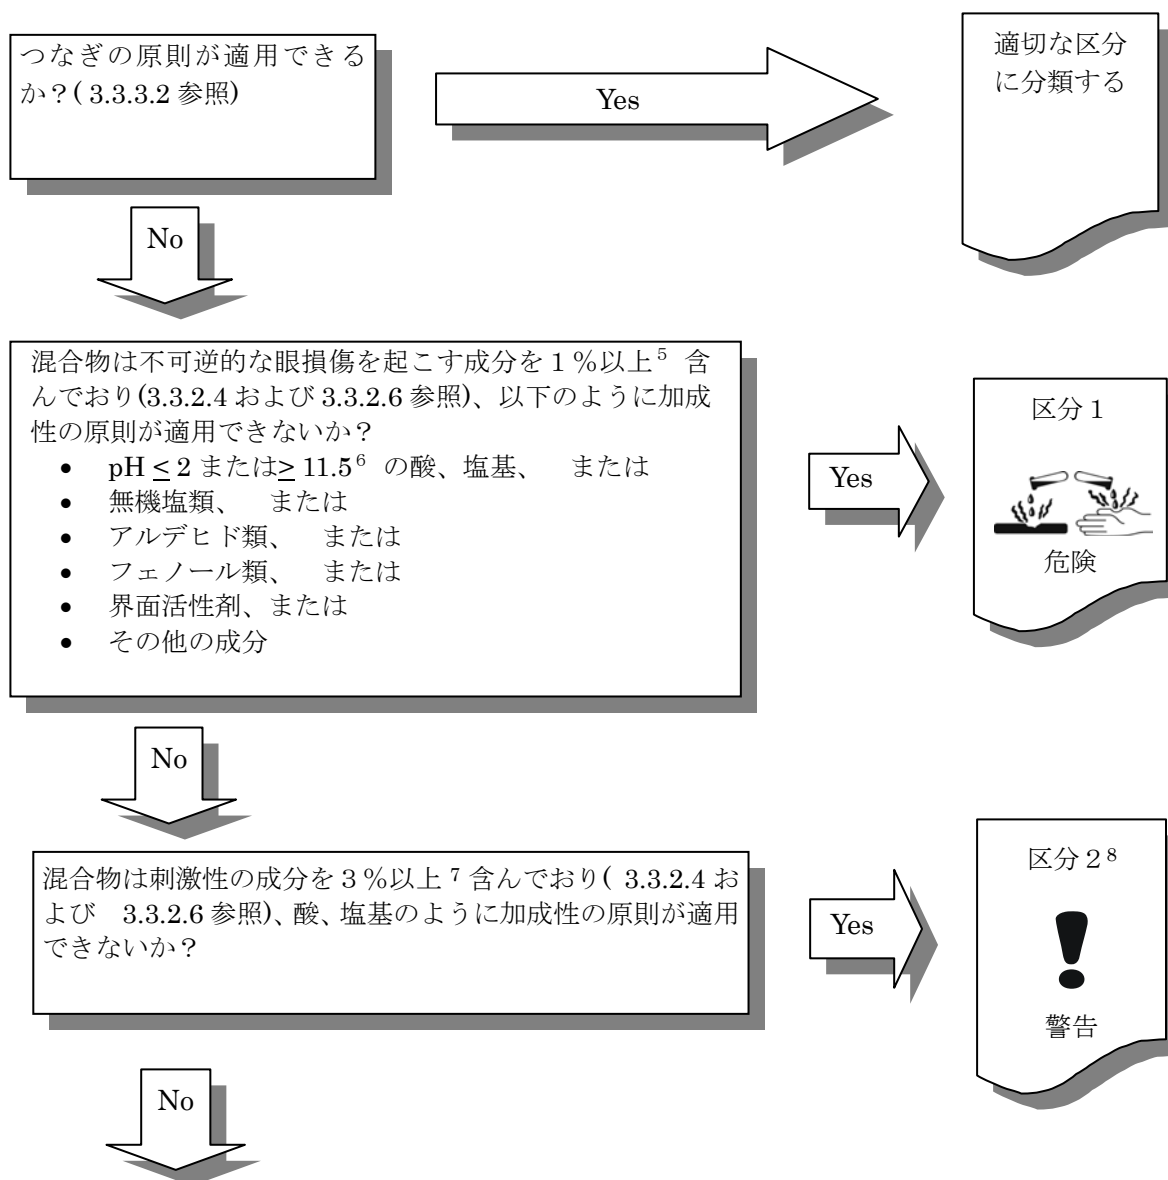 つなぎの原則が適用できる
か？( 3.3.3.2 参照)
Yes
適切な区分
に分類する
No
混合物は不可逆的な眼損傷を起こす成分を１％以上5 含
んでおり(3.3.2.4 および 3.3.2.6 参照)、以下のように加成
性の原則が適用できないか？
• pH ≤ 2 または≥ 11.5⁶ の酸、塩基、 または
• 無機塩類、 または
• アルデヒド類、 または
• フェノール類、 または
• 界面活性剤、または
• その他の成分
Yes
区分１
危険
No
混合物は刺激性の成分を３％以上 ⁷ 含んでおり( 3.3.2.4 お
よび 3.3.2.6 参照)、酸、塩基のように加成性の原則が適用
できないか？
Yes
区分２⁸
警告
No